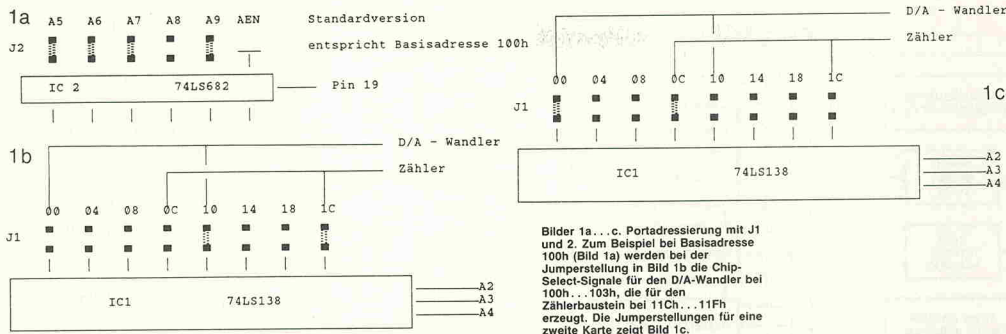 1a
A5 A6 A7 A8 A9 AEN
Standardversion
J2
entspricht Basisadresse 100h
IC 2 74LS682
Pin 19
1b
D/A - Wandler
Zähler
00 04 08 0C 10 14 18 1C
J1
IC1 74LS138
A2
A3
A4
1c
D/A - Wandler
Zähler
00 04 08 0C 10 14 18 1C
J1
IC1 74LS138
A2
A3
A4
Bilder 1a...c. Portadressierung mit J1
und 2. Zum Beispiel bei Basisadresse
100h (Bild 1a) werden bei der
Jumperstellung in Bild 1b die Chip-
Select-Signale für den D/A-Wandler bei
100h...103h, die für den
Zählerbaustein bei 11Ch...11Fh
erzeugt. Die Jumperstellungen für eine
zweite Karte zeigt Bild 1c.